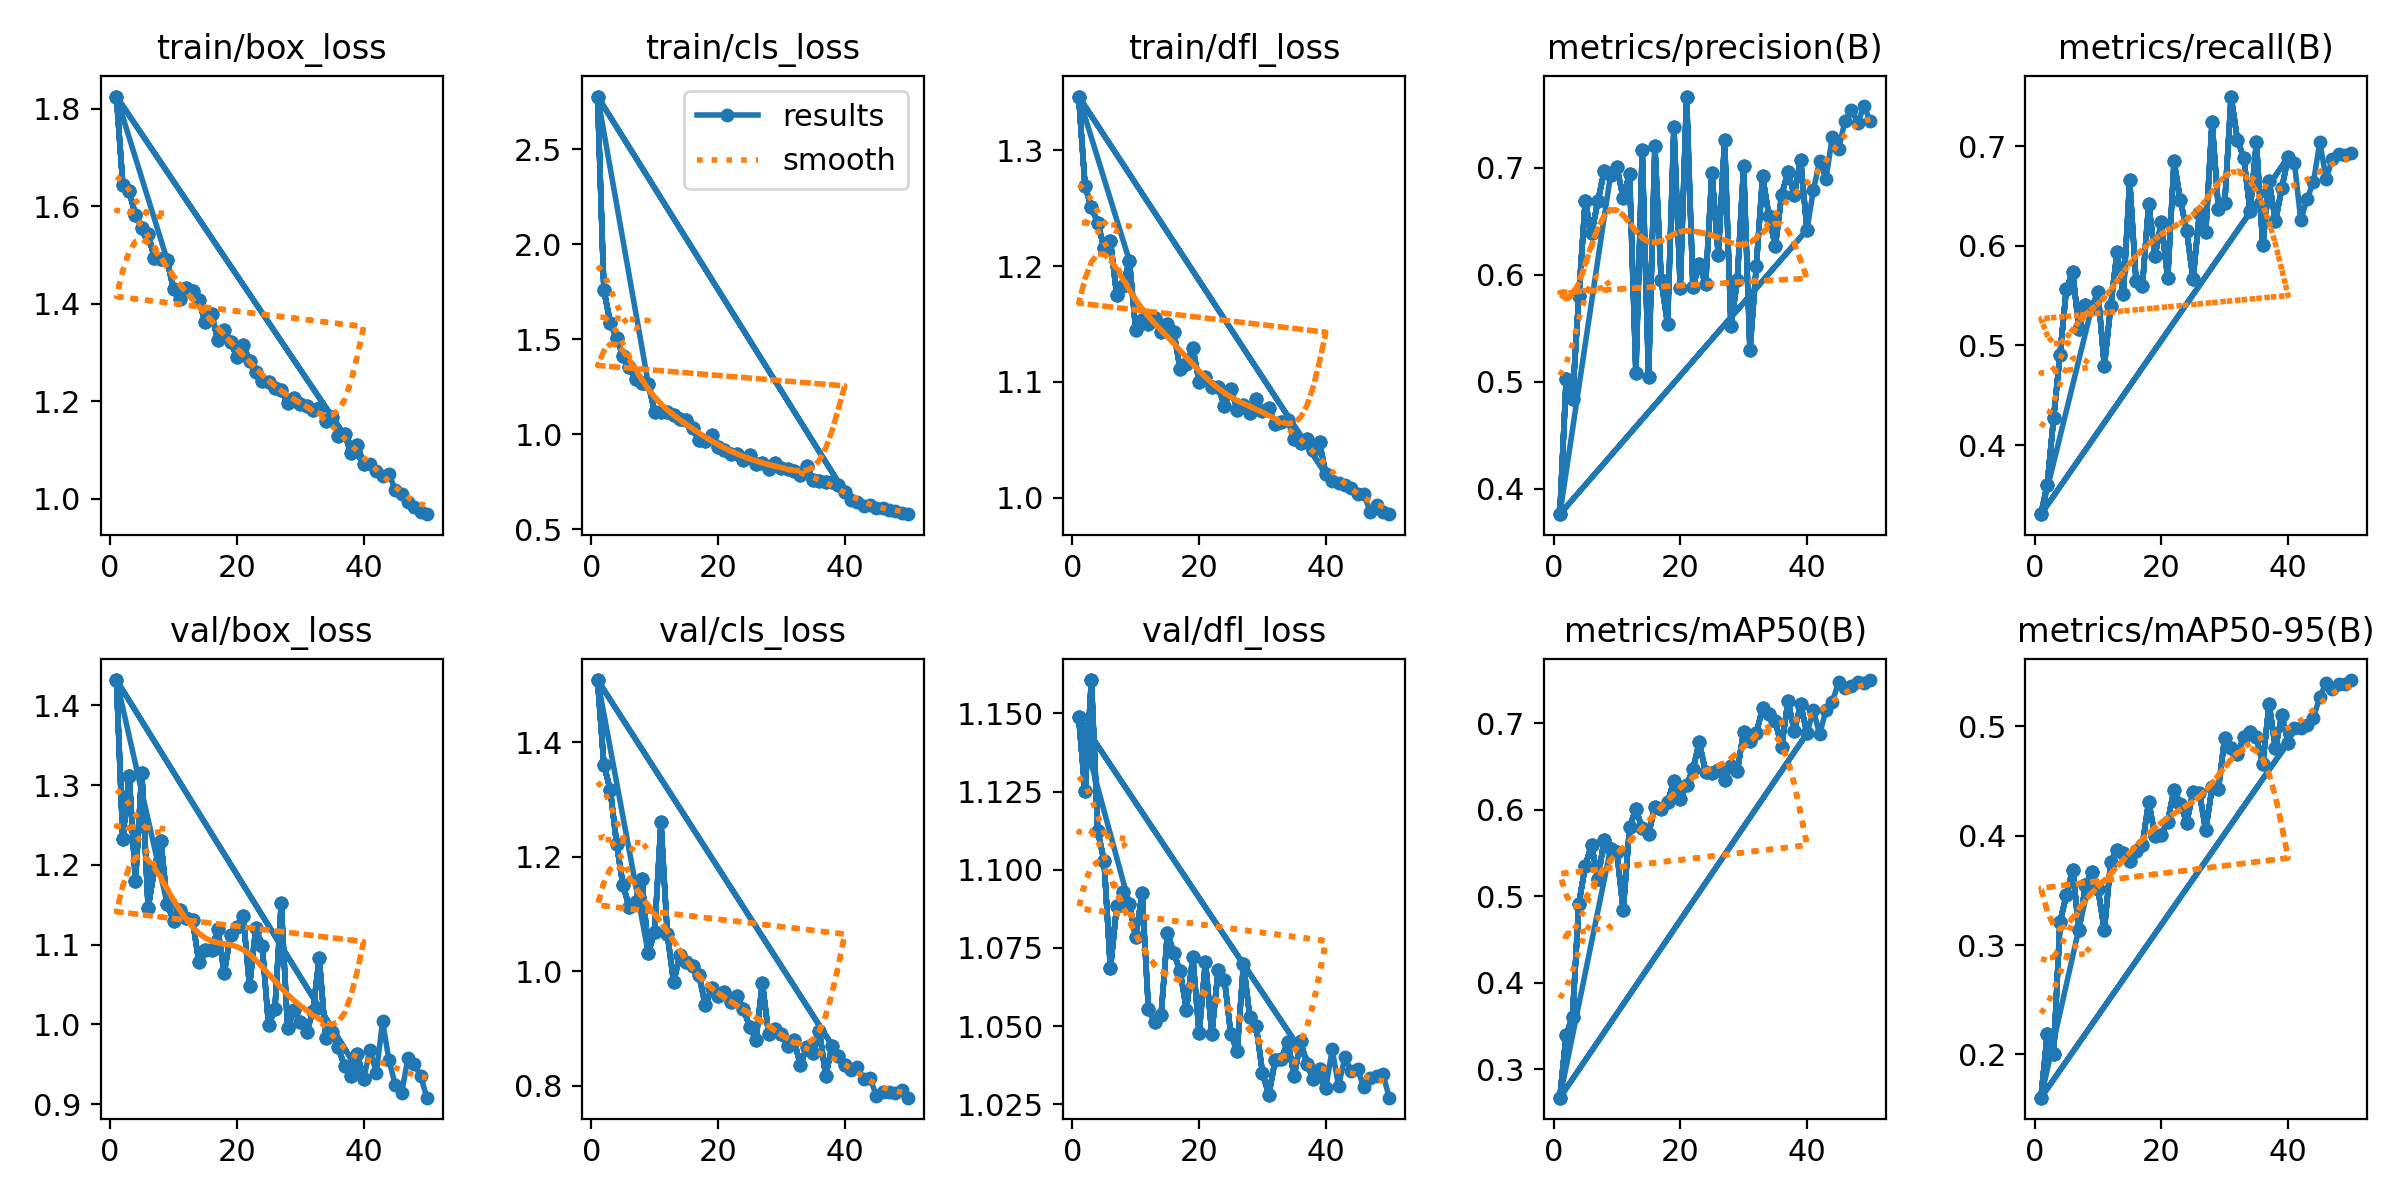 train/box_loss
train/cls_loss
train/dfl_loss
metrics/precision(B)
metrics/recall(B)
1.8
1.6
1.4
1.2
1.0
0 20 40
results
smooth
2.5
2.0
1.5
1.0
0.5
0 20 40
1.3
1.2
1.1
1.0
0 20 40
0.7
0.6
0.5
0.4
0 20 40
0.7
0.6
0.5
0.4
0 20 40
val/box_loss
val/cls_loss
val/dfl_loss
metrics/mAP50(B)
metrics/mAP50-95(B)
1.4
1.3
1.2
1.1
1.0
0.9
0 20 40
1.4
1.2
1.0
0.8
0 20 40
1.150
1.125
1.100
1.075
1.050
1.025
0 20 40
0.7
0.6
0.5
0.4
0.3
0 20 40
0.5
0.4
0.3
0.2
0 20 40